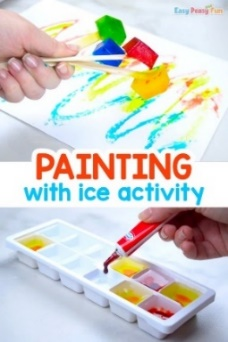 Easy Peasy Fun
PAINTING
with ice activity